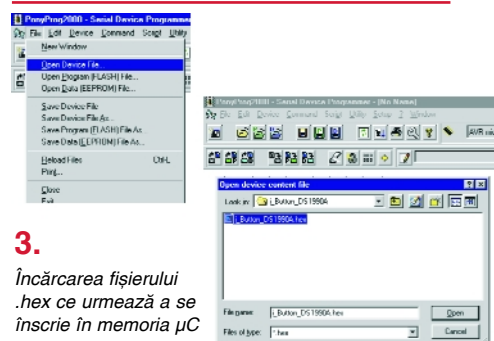 PonyProg2000 - Serial Device Programmer
File Edit Device Command Script Utility
New Window
Open Device File...
Open Program (FLASH) File...
Open Data (EEPROM) File...
Save Device File
Save Device File As...
Save Program (FLASH) File As...
Save Data (EEPROM) File As...
Reload Files Ctrl-L
Print...
Close
Exit
PonyProg2000 - Serial Device Programmer - [No Name]
File Edit Device Command Script Utility Setup ? Window
AVR mi
Open device content file
Look in: i_Button_DS1990A
i_Button_DS1990A.hex
File name: i_Button_DS1990A.hex Open
Files of type: *.hex Cancel
3.
Încărcarea fișierului
.hex ce urmează a se
înscrie în memoria µC